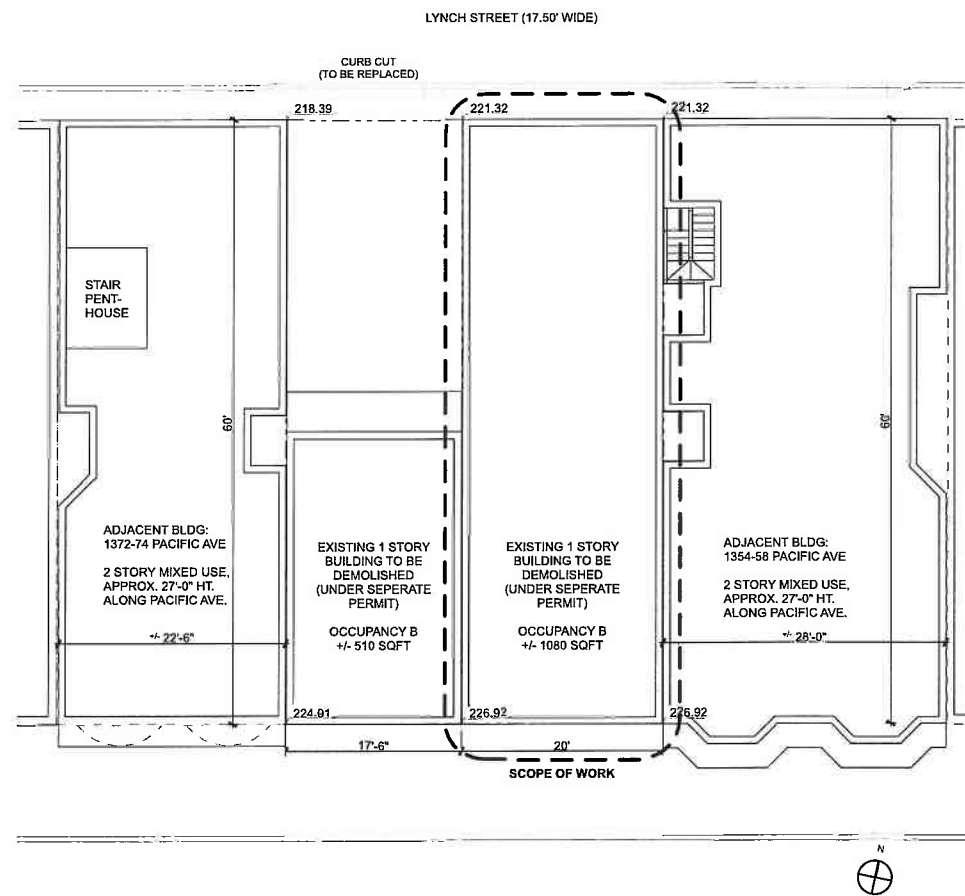 LYNCH STREET (17.50' WIDE)
CURB CUT
(TO BE REPLACED)
218.39
221.32
221.32
STAIR
PENT-
HOUSE
60'
60'
ADJACENT BLDG:
1372-74 PACIFIC AVE
2 STORY MIXED USE,
APPROX. 27'-0" HT.
ALONG PACIFIC AVE.
+/- 22'-6"
EXISTING 1 STORY
BUILDING TO BE
DEMOLISHED
(UNDER SEPERATE
PERMIT)
OCCUPANCY B
+/- 510 SQFT
EXISTING 1 STORY
BUILDING TO BE
DEMOLISHED
(UNDER SEPERATE
PERMIT)
OCCUPANCY B
+/- 1080 SQFT
ADJACENT BLDG:
1354-58 PACIFIC AVE
2 STORY MIXED USE,
APPROX. 27'-0" HT.
ALONG PACIFIC AVE.
+/- 28'-0"
224.91
226.92
226.92
17'-6"
20'
SCOPE OF WORK
N